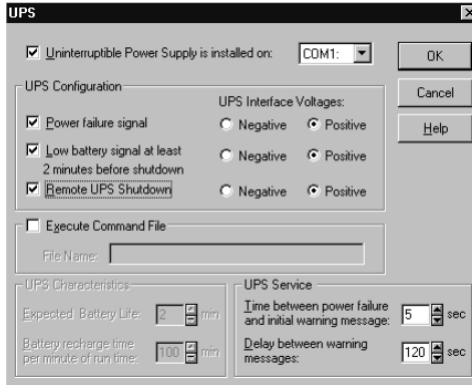 UPS
Uninterruptible Power Supply is installed on: COM1:
OK
Cancel
Help
UPS Configuration
UPS Interface Voltages:
Power failure signal Negative Positive
Low battery signal at least
2 minutes before shutdown Negative Positive
Remote UPS Shutdown Negative Positive
Execute Command File
File Name:
UPS Characteristics
Expected Battery Life: 2 min
Battery recharge time
per minute of run time: 100 min
UPS Service
Time between power failure
and initial warning message: 5 sec
Delay between warning
messages: 120 sec